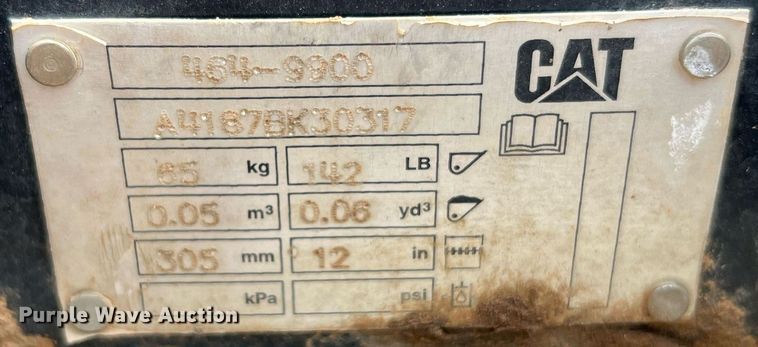 464-9900
CAT
A4187BK30317
65 kg 142 LB
0.05 m³ 0.06 yd³
305 mm 12 in
kPa psi
Purple Wave Auction